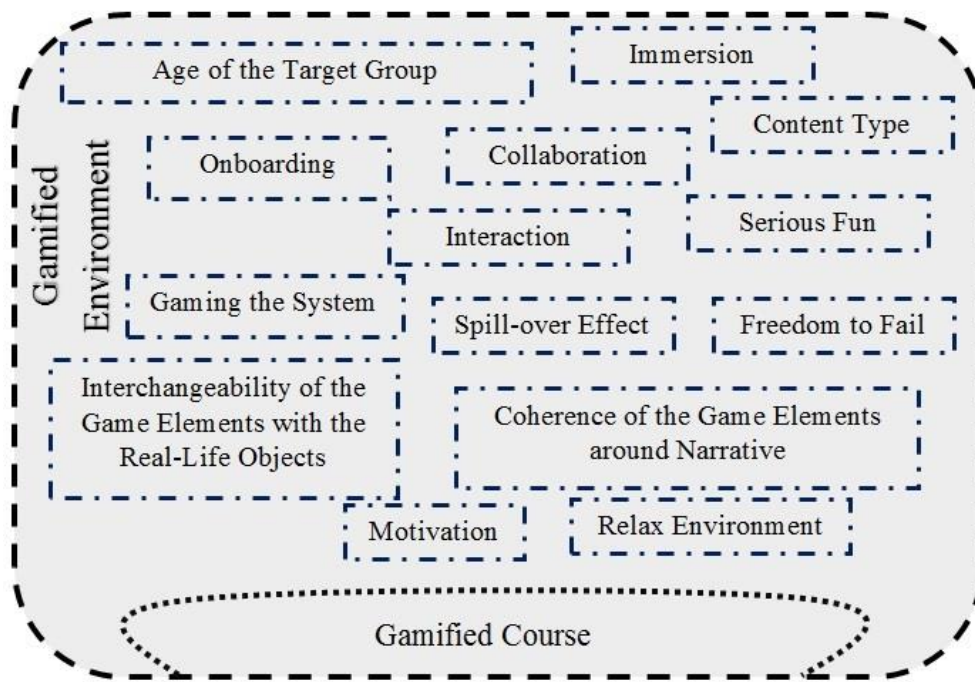 Age of the Target Group
Immersion
Content Type
Onboarding
Collaboration
Gamified
Environment
Interaction
Serious Fun
Gaming the System
Spill-over Effect
Freedom to Fail
Interchangeability of the
Game Elements with the
Real-Life Objects
Coherence of the Game Elements
around Narrative
Motivation
Relax Environment
Gamified Course